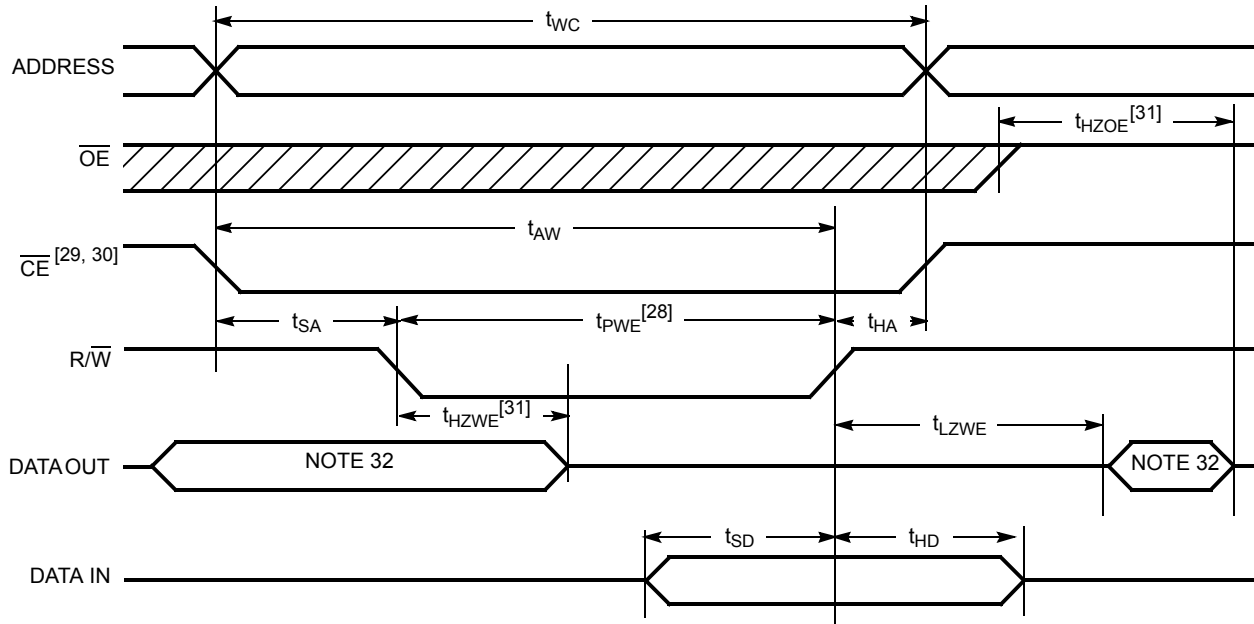 tWC
ADDRESS
tHZOE[31]
OE
tAW
CE [29, 30]
tSA
tPWE[28]
tHA
R/W
tHZWE[31]
tLZWE
DATA OUT
NOTE 32
NOTE 32
tSD
tHD
DATA IN